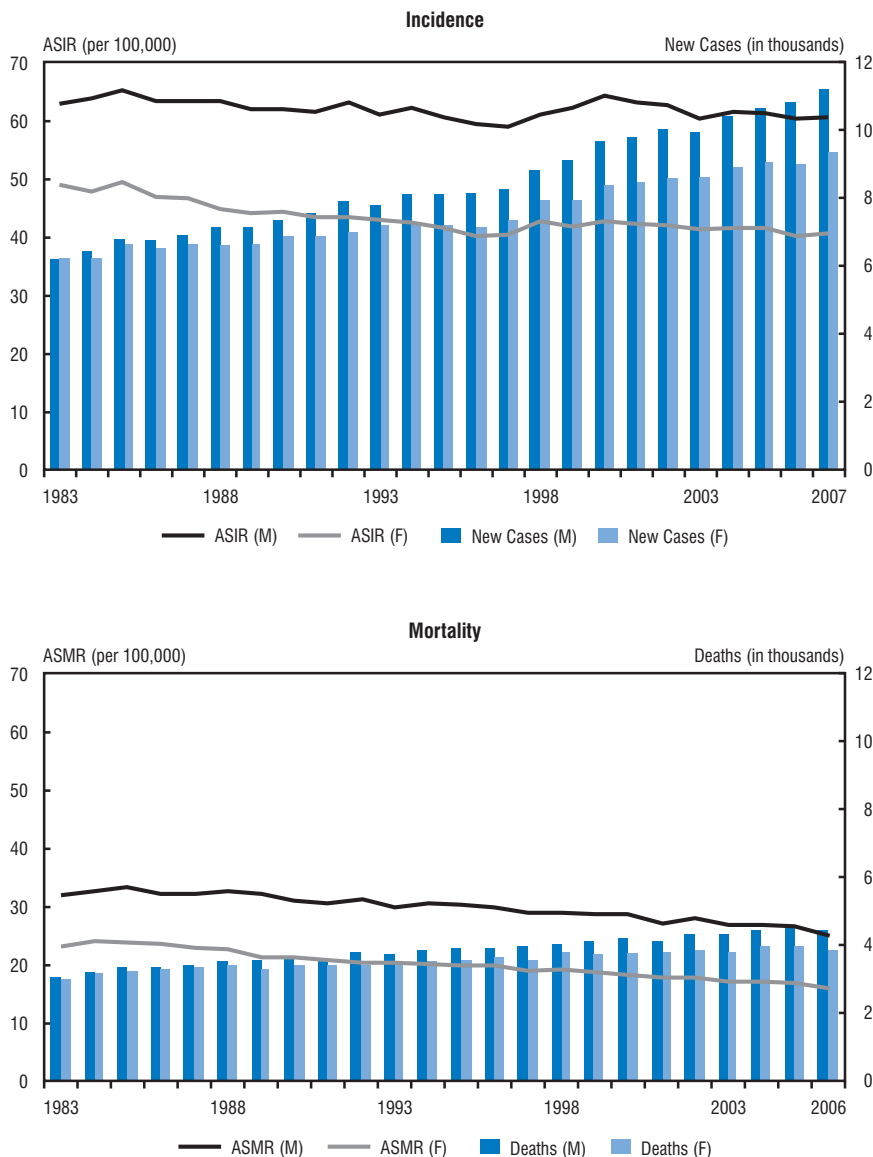 Incidence
ASIR (per 100,000) New Cases (in thousands)
70 12
60 10
50 8
40
30 6
20 4
10 2
0 0
1983 1988 1993 1998 2003 2007
ASIR (M) ASIR (F) New Cases (M) New Cases (F)
Mortality
ASMR (per 100,000) Deaths (in thousands)
70 12
60 10
50 8
40
30 6
20 4
10 2
0 0
1983 1988 1993 1998 2003 2006
ASMR (M) ASMR (F) Deaths (M) Deaths (F)